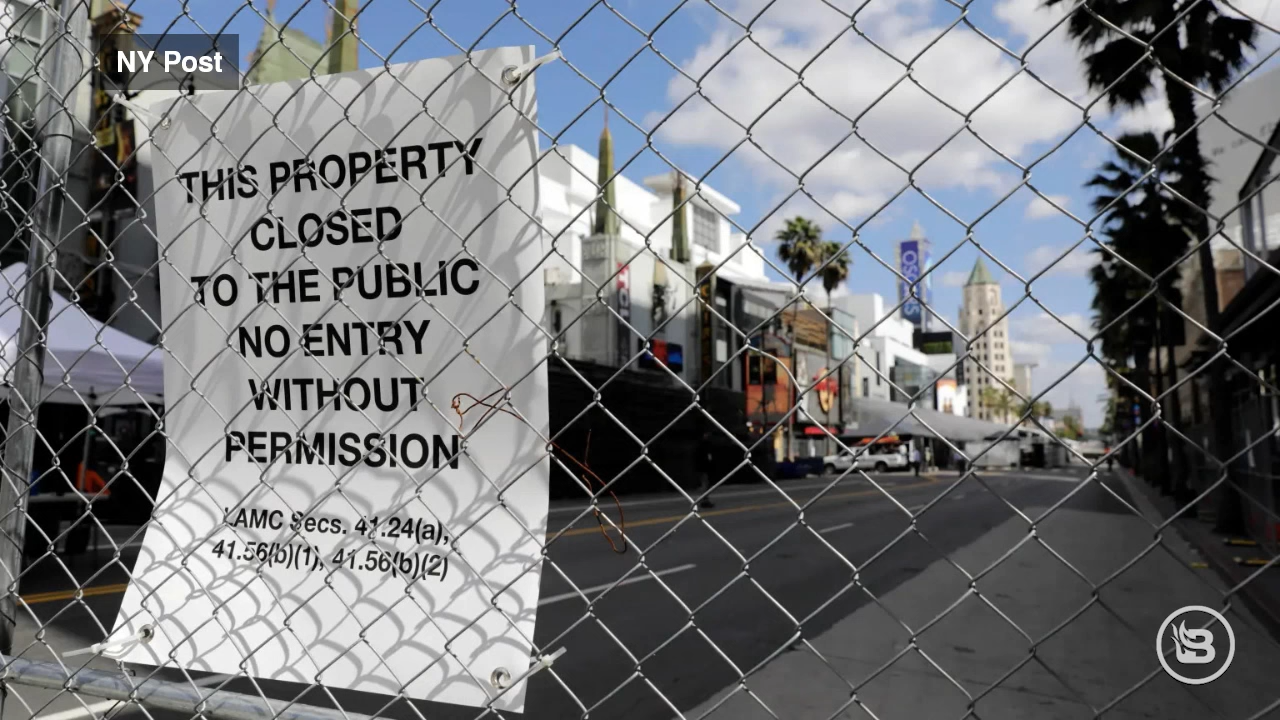 NY Post
THIS PROPERTY
CLOSED
TO THE PUBLIC
NO ENTRY
WITHOUT
PERMISSION
LAMC Secs. 41.24(a),
41.56(b)(1), 41.56(b)(2)
OSCARS
B